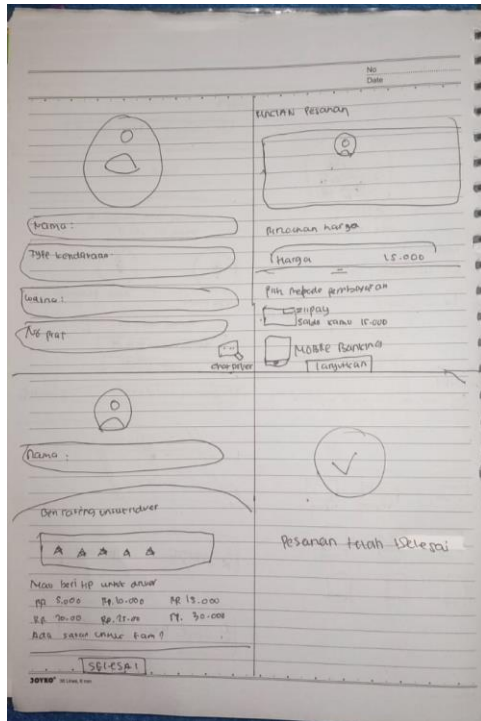 No
Date
RINCIAN Pesanan
Nama :
Type kendaraan
warna :
No plat
chat driver
Rincian harga
Harga 15.000
Pilih metode pembayaran
Saldo kamu 15.000
MOBILE Banking
lanjutkan
Nama :
Beri rating untuk driver
Mau beri tip untuk driver
RP 5.000 Rp.10.000 RP 15.000
RP 20.00 Rp.25.00 Rp. 30.000
Ada saran untuk kami ?
SELESAI
Pesanan telah selesai
JOYKO